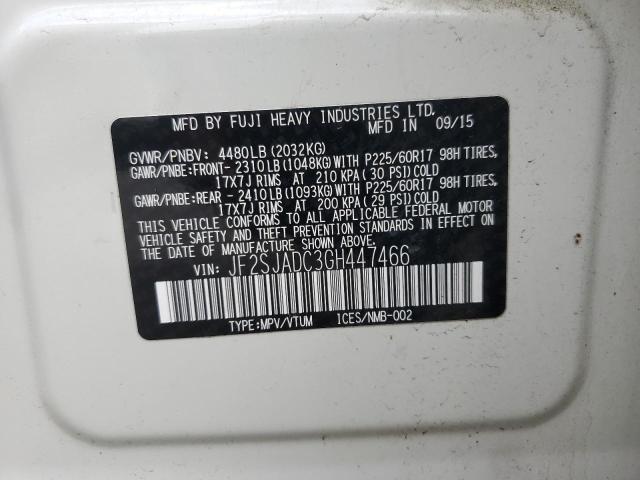 MFD BY FUJI HEAVY INDUSTRIES LTD.
MFD IN 09/15
GVWR/PNBV: 4480LB (2032KG)
GAWR/PNBE:FRONT- 2310LB (1048KG) WITH P225/60R17 98H TIRES,
17X7J RIMS AT 210 KPA (30 PSI) COLD
GAWR/PNBE:REAR - 2410LB (1093KG) WITH P225/60R17 98H TIRES,
17X7J RIMS AT 200 KPA (29 PSI) COLD
THIS VEHICLE CONFORMS TO ALL APPLICABLE FEDERAL MOTOR
VEHICLE SAFETY AND THEFT PREVENTION STANDARDS IN EFFECT ON
THE DATE OF MANUFACTURE SHOWN ABOVE.
VIN: JF2SJADC3GH447466
TYPE:MPV/VTUM ICES/NMB-002